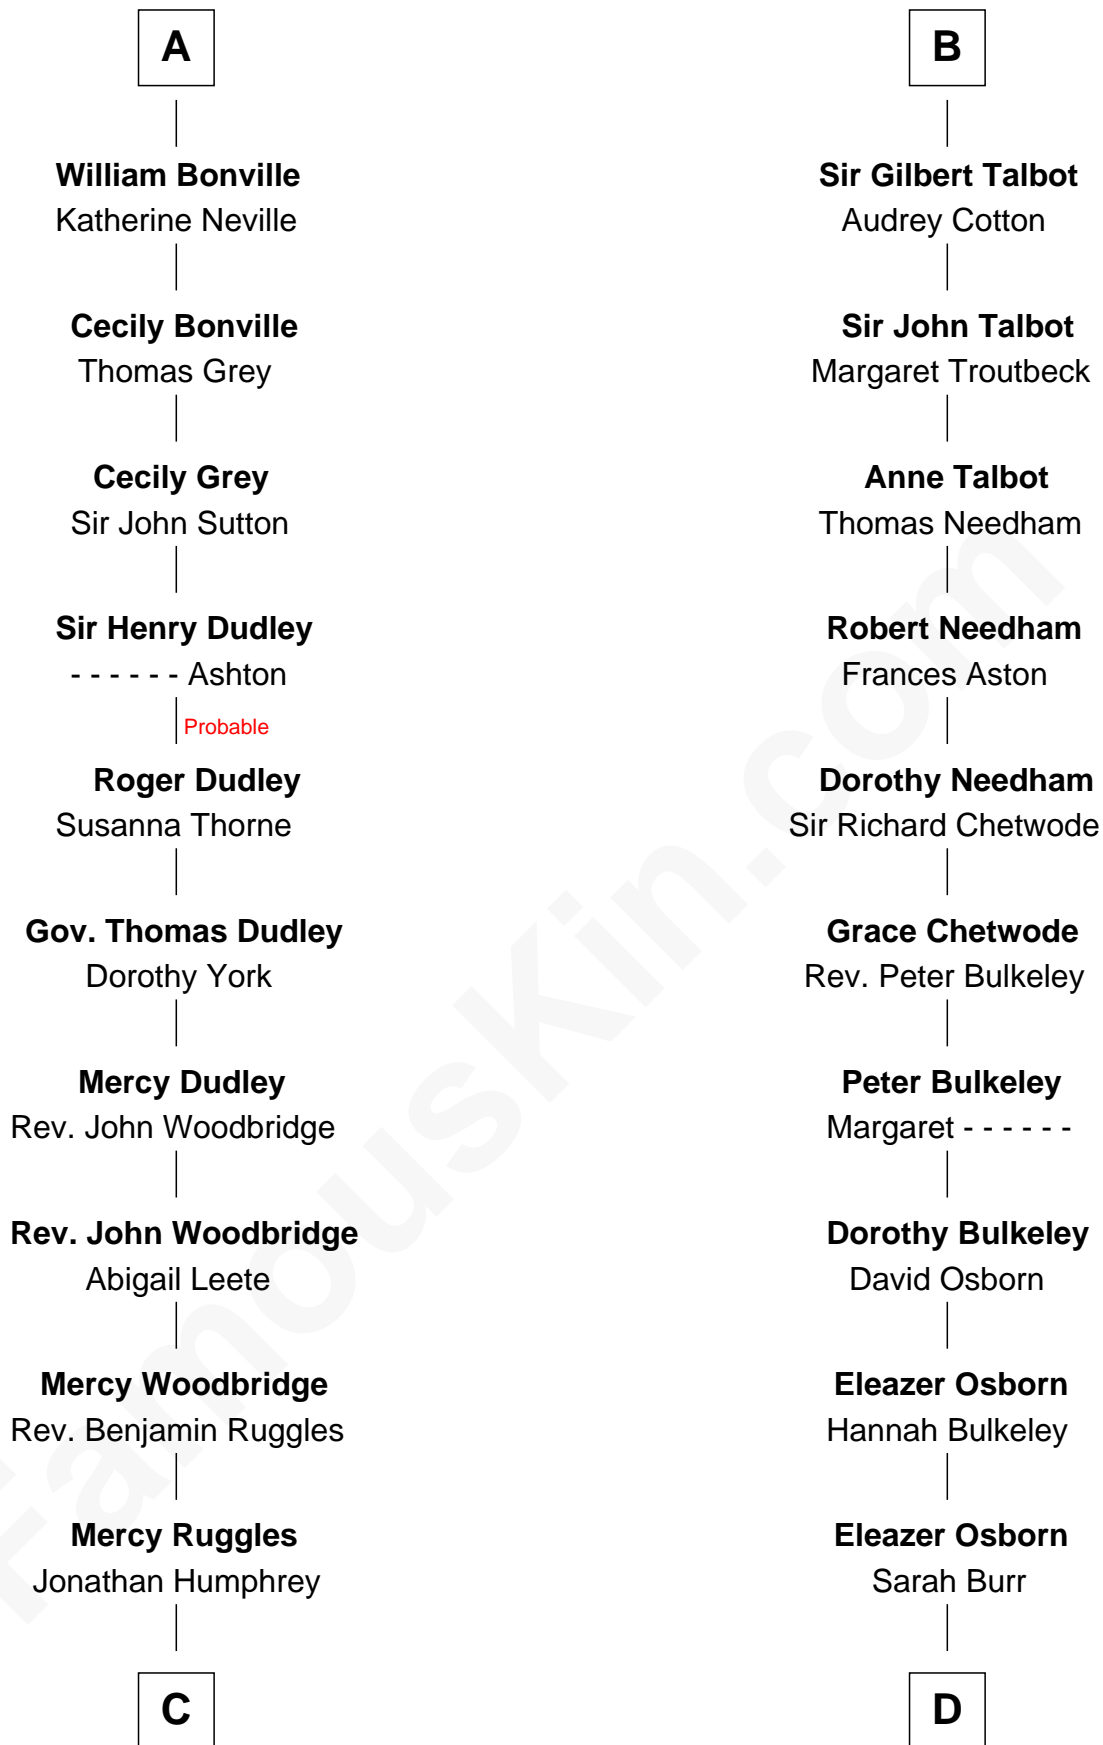 A
William Bonville
Katherine Neville
Cecily Bonville
Thomas Grey
Cecily Grey
Sir John Sutton
Sir Henry Dudley
- - - - - - Ashton
Probable
Roger Dudley
Susanna Thorne
Gov. Thomas Dudley
Dorothy York
Mercy Dudley
Rev. John Woodbridge
Rev. John Woodbridge
Abigail Leete
Mercy Woodbridge
Rev. Benjamin Ruggles
Mercy Ruggles
Jonathan Humphrey
C
B
Sir Gilbert Talbot
Audrey Cotton
Sir John Talbot
Margaret Troutbeck
Anne Talbot
Thomas Needham
Robert Needham
Frances Aston
Dorothy Needham
Sir Richard Chetwode
Grace Chetwode
Rev. Peter Bulkeley
Peter Bulkeley
Margaret - - - - - -
Dorothy Bulkeley
David Osborn
Eleazer Osborn
Hannah Bulkeley
Eleazer Osborn
Sarah Burr
D
FamousKin.com